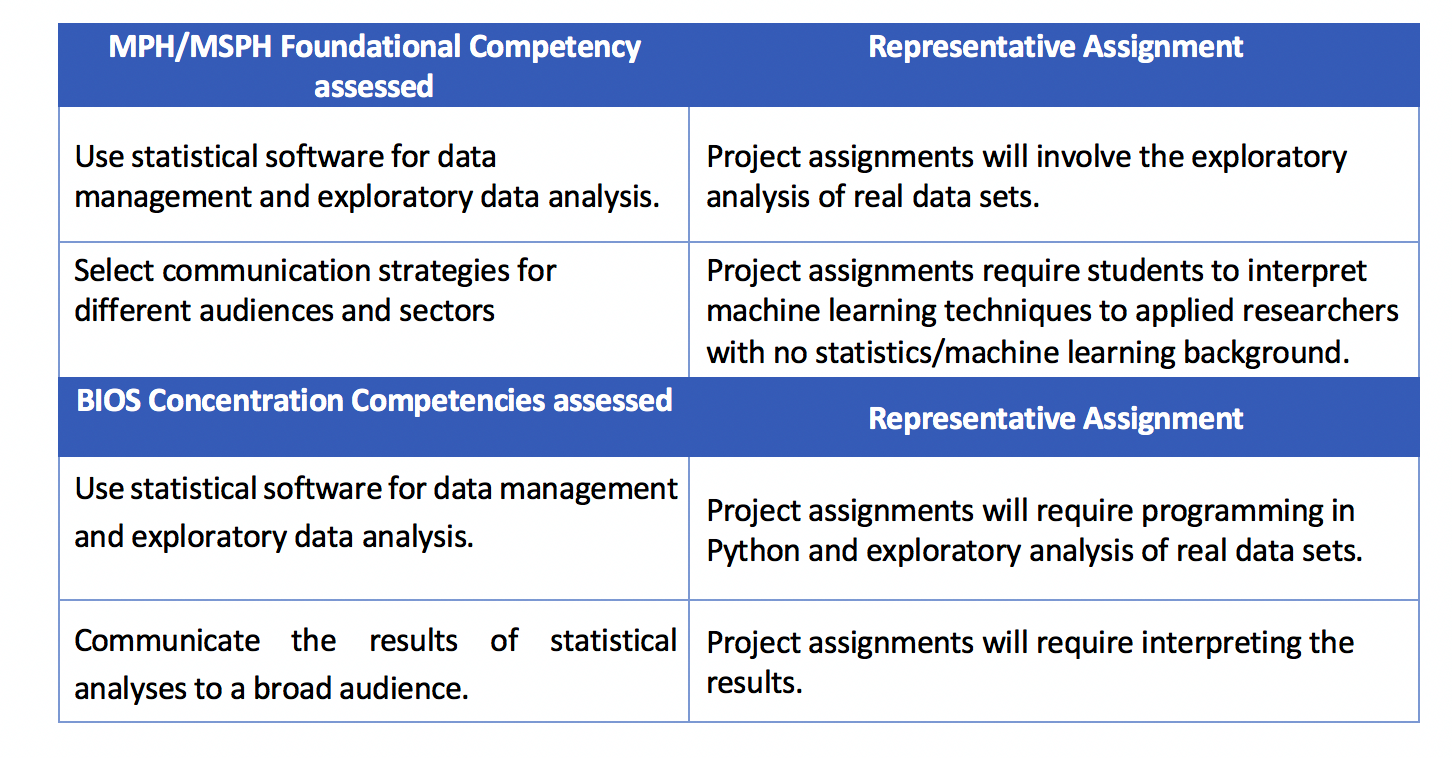 MPH/MSPH Foundational Competency
assessed
Representative Assignment
Use statistical software for data
management and exploratory data analysis.
Project assignments will involve the exploratory
analysis of real data sets.
Select communication strategies for
different audiences and sectors
Project assignments require students to interpret
machine learning techniques to applied researchers
with no statistics/machine learning background.
BIOS Concentration Competencies assessed
Representative Assignment
Use statistical software for data management
and exploratory data analysis.
Project assignments will require programming in
Python and exploratory analysis of real data sets.
Communicate the results of statistical
analyses to a broad audience.
Project assignments will require interpreting the
results.